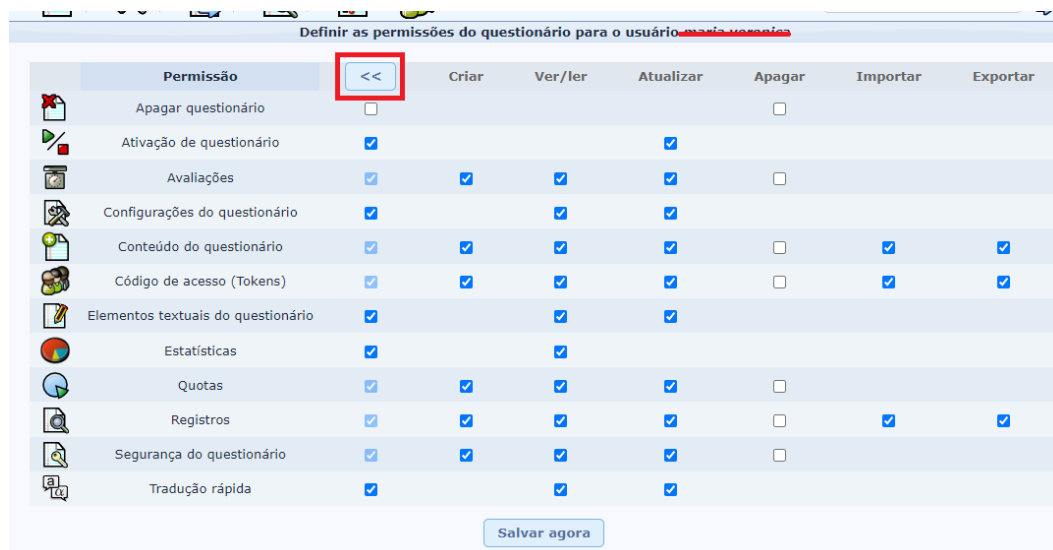 Definir as permissões do questionário para o usuário
Permissão << Criar Ver/ler Atualizar Apagar Importar Exportar
Apagar questionário
Ativação de questionário
Avaliações
Configurações do questionário
Conteúdo do questionário
Código de acesso (Tokens)
Elementos textuais do questionário
Estatísticas
Quotas
Registros
Segurança do questionário
Tradução rápida
Salvar agora